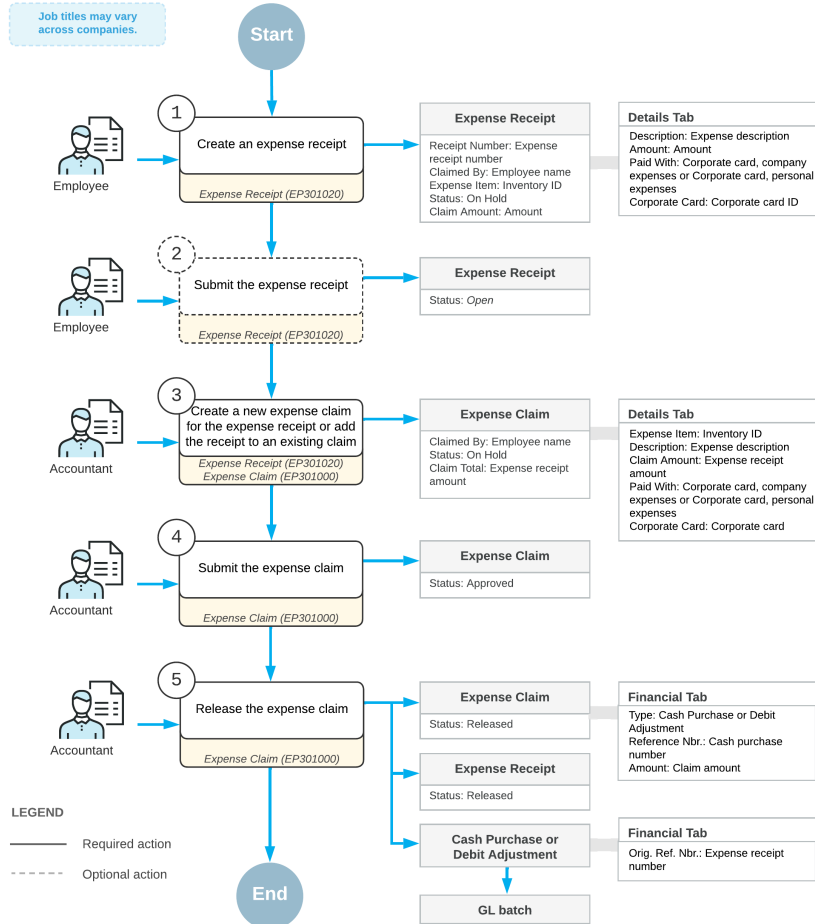 Job titles may vary
across companies.
Start
1
Create an expense receipt
Expense Receipt (EP301020)
Employee
Expense Receipt
Receipt Number: Expense
receipt number
Claimed By: Employee name
Expense Item: Inventory ID
Status: On Hold
Claim Amount: Amount
Details Tab
Description: Expense description
Amount: Amount
Paid With: Corporate card, company
expenses or Corporate card, personal
expenses
Corporate Card: Corporate card ID
2
Submit the expense receipt
Expense Receipt (EP301020)
Employee
Expense Receipt
Status: Open
3
Create a new expense claim
for the expense receipt or add
the receipt to an existing claim
Expense Receipt (EP301020)
Expense Claim (EP301000)
Accountant
Expense Claim
Claimed By: Employee name
Status: On Hold
Claim Total: Expense receipt
amount
Details Tab
Expense Item: Inventory ID
Description: Expense description
Claim Amount: Expense receipt
amount
Paid With: Corporate card, company
expenses or Corporate card, personal
expenses
Corporate Card: Corporate card
4
Submit the expense claim
Expense Claim (EP301000)
Accountant
Expense Claim
Status: Approved
5
Release the expense claim
Expense Claim (EP301000)
Accountant
Expense Claim
Status: Released
Financial Tab
Type: Cash Purchase or Debit
Adjustment
Reference Nbr.: Cash purchase
number
Amount: Claim amount
Expense Receipt
Status: Released
Cash Purchase or
Debit Adjustment
Financial Tab
Orig. Ref. Nbr.: Expense receipt
number
GL batch
LEGEND
Required action
Optional action
End